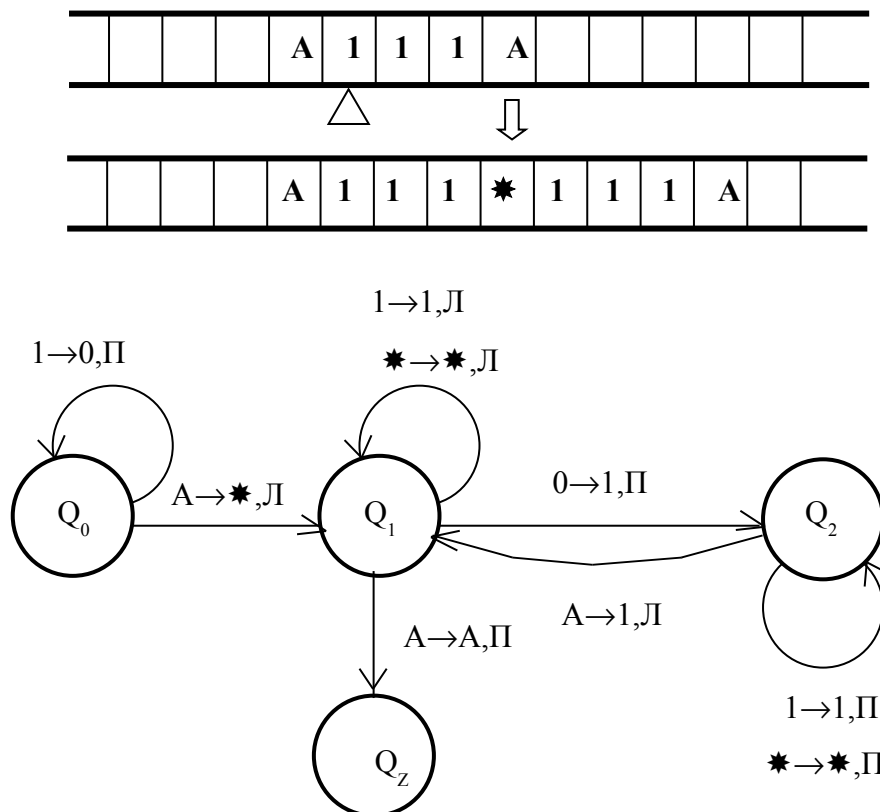 A 1 1 1 A
A 1 1 1 ✷ 1 1 1 A
1→1,Л
1→0,П
✷→✷,Л
A→✷,Л
0→1,П
Q0
Q1
Q2
A→1,Л
A→A,П
1→1,П
QZ
✷→✷,П